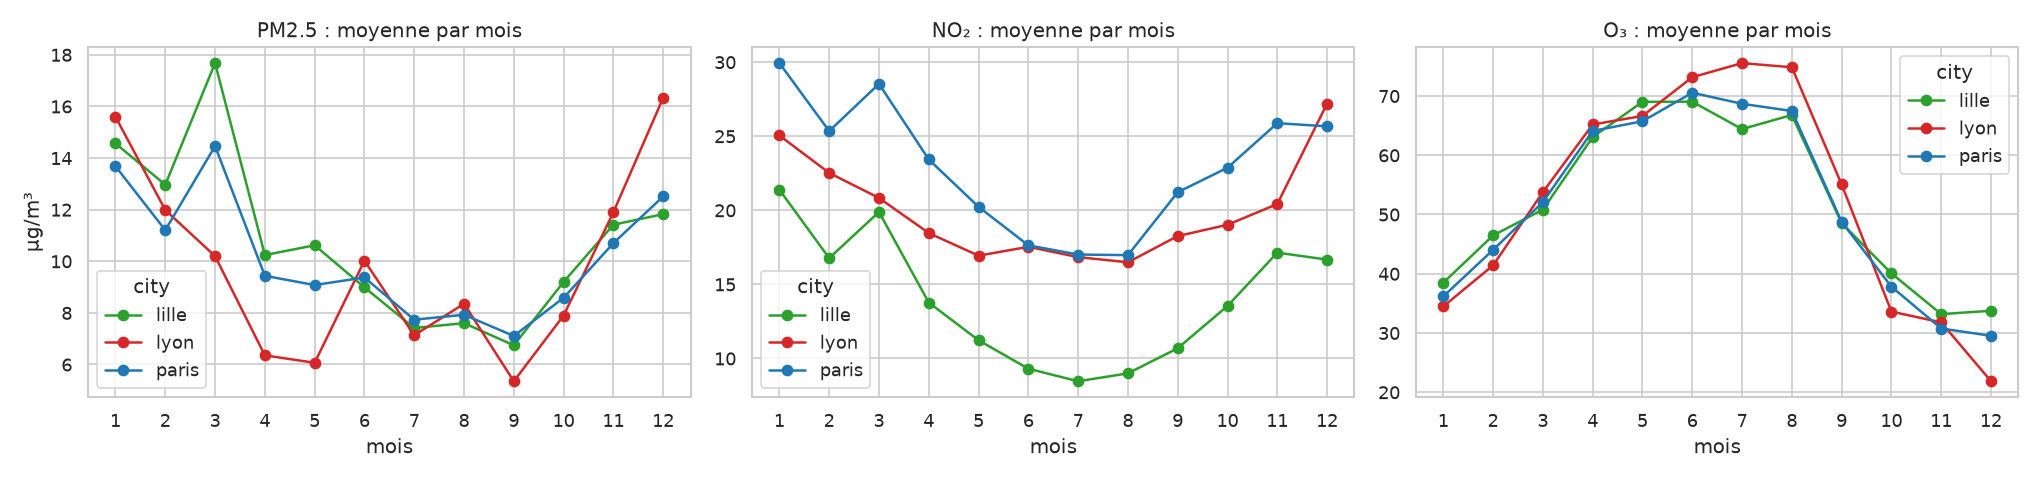 PM2.5 : moyenne par mois
18
16
14
12
10
8
6
µg/m³
city
lille
lyon
paris
1 2 3 4 5 6 7 8 9 10 11 12
mois
NO₂ : moyenne par mois
30
25
20
15
10
city
lille
lyon
paris
1 2 3 4 5 6 7 8 9 10 11 12
mois
O₃ : moyenne par mois
70
60
50
40
30
20
city
lille
lyon
paris
1 2 3 4 5 6 7 8 9 10 11 12
mois